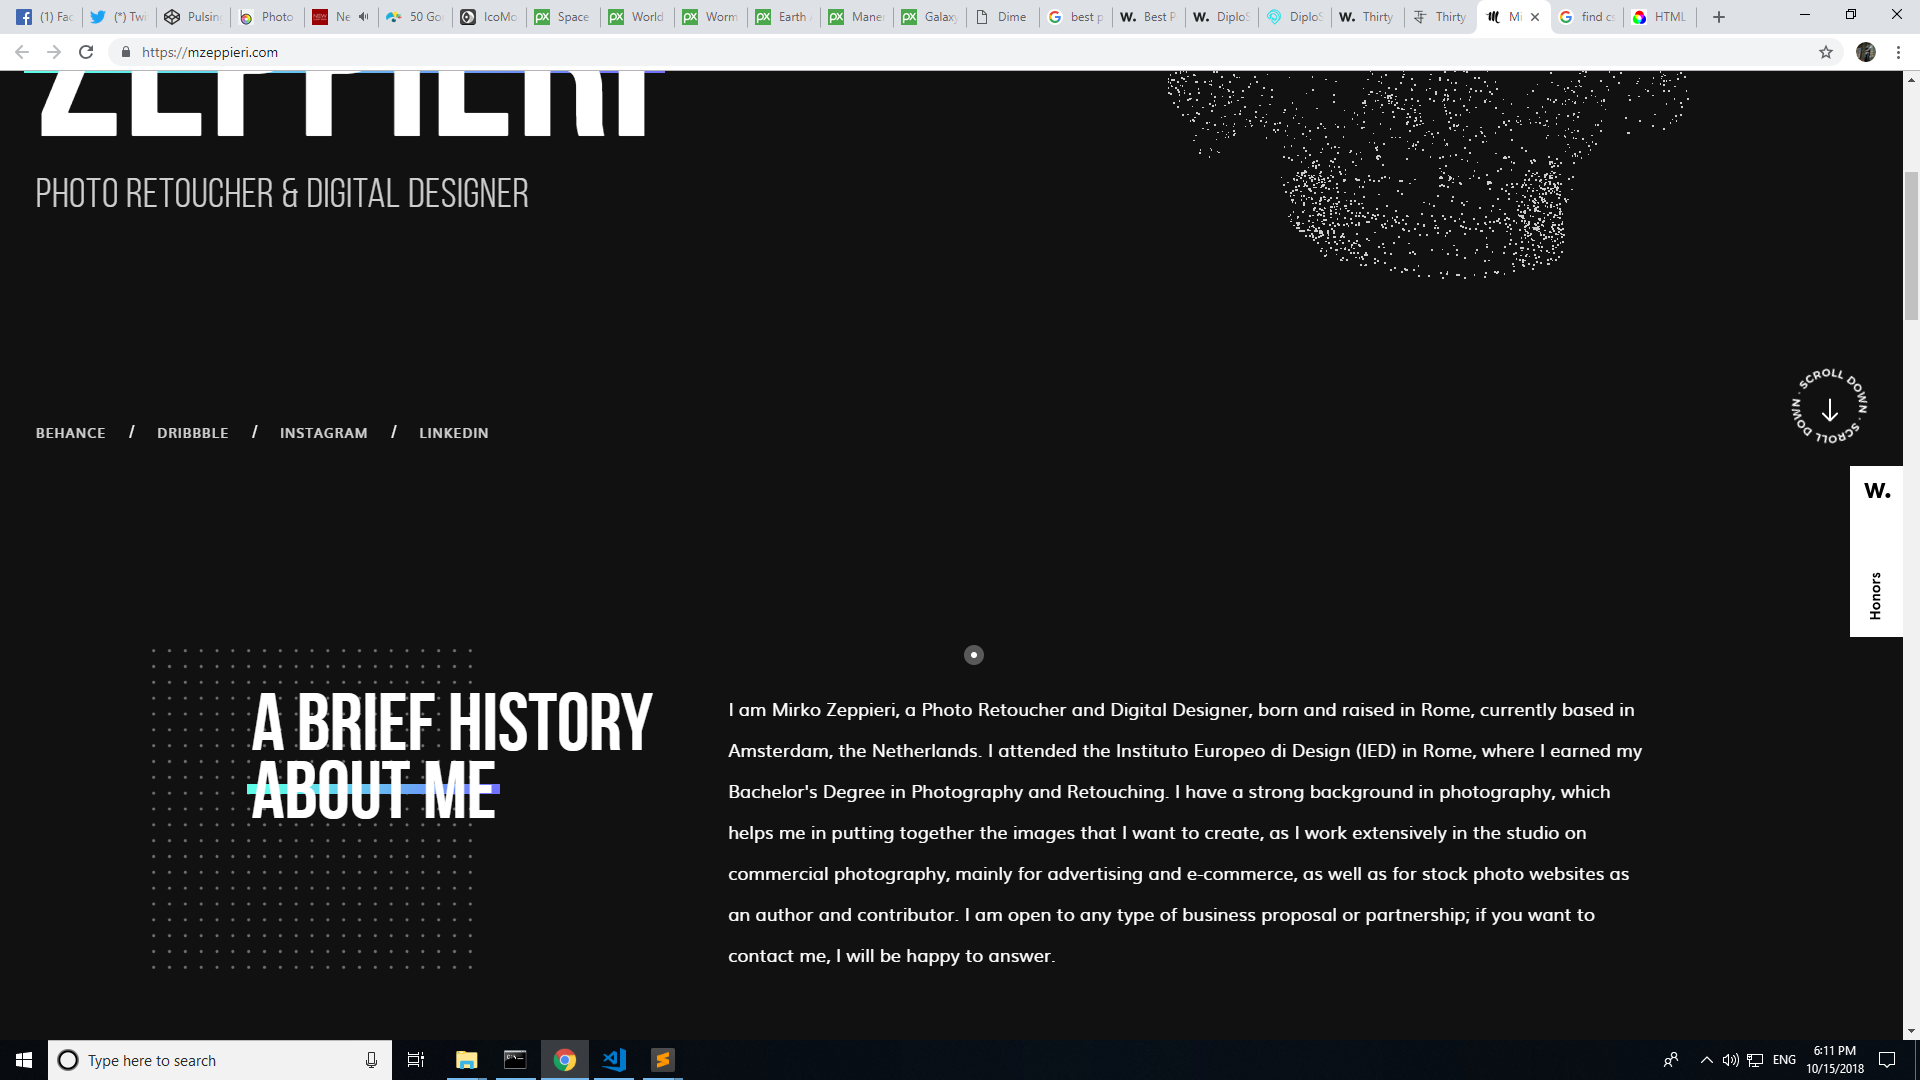 (1) Fac
(*) Twi
Pulsin
Photo
Ne
50 Go
IcoMo
Space
World
Worm
Earth
Maner
Galaxy
Dime
best p
Best P
DiploS
DiploS
Thirty
Thirty
Mi
find cs
HTML
https://mzeppieri.com
ZEPPIERI
PHOTO RETOUCHER & DIGITAL DESIGNER
SCROLL DOWN · SCROLL DOWN · SCROLL DOWN ·
BEHANCE / DRIBBBLE / INSTAGRAM / LINKEDIN
W.
Honors
A BRIEF HISTORY
ABOUT ME
I am Mirko Zeppieri, a Photo Retoucher and Digital Designer, born and raised in Rome, currently based in
Amsterdam, the Netherlands. I attended the Instituto Europeo di Design (IED) in Rome, where I earned my
Bachelor's Degree in Photography and Retouching. I have a strong background in photography, which
helps me in putting together the images that I want to create, as I work extensively in the studio on
commercial photography, mainly for advertising and e-commerce, as well as for stock photo websites as
an author and contributor. I am open to any type of business proposal or partnership; if you want to
contact me, I will be happy to answer.
Type here to search
ENG
6:11 PM
10/15/2018